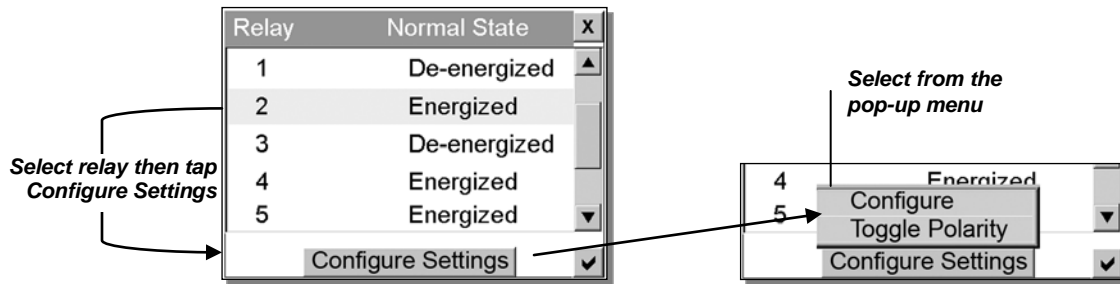 Relay Normal State X
1 De-energized
2 Energized
3 De-energized
4 Energized
5 Energized
Configure Settings
Select relay then tap
Configure Settings
Select from the
pop-up menu
4 Energized
5
Configure
Toggle Polarity
Configure Settings